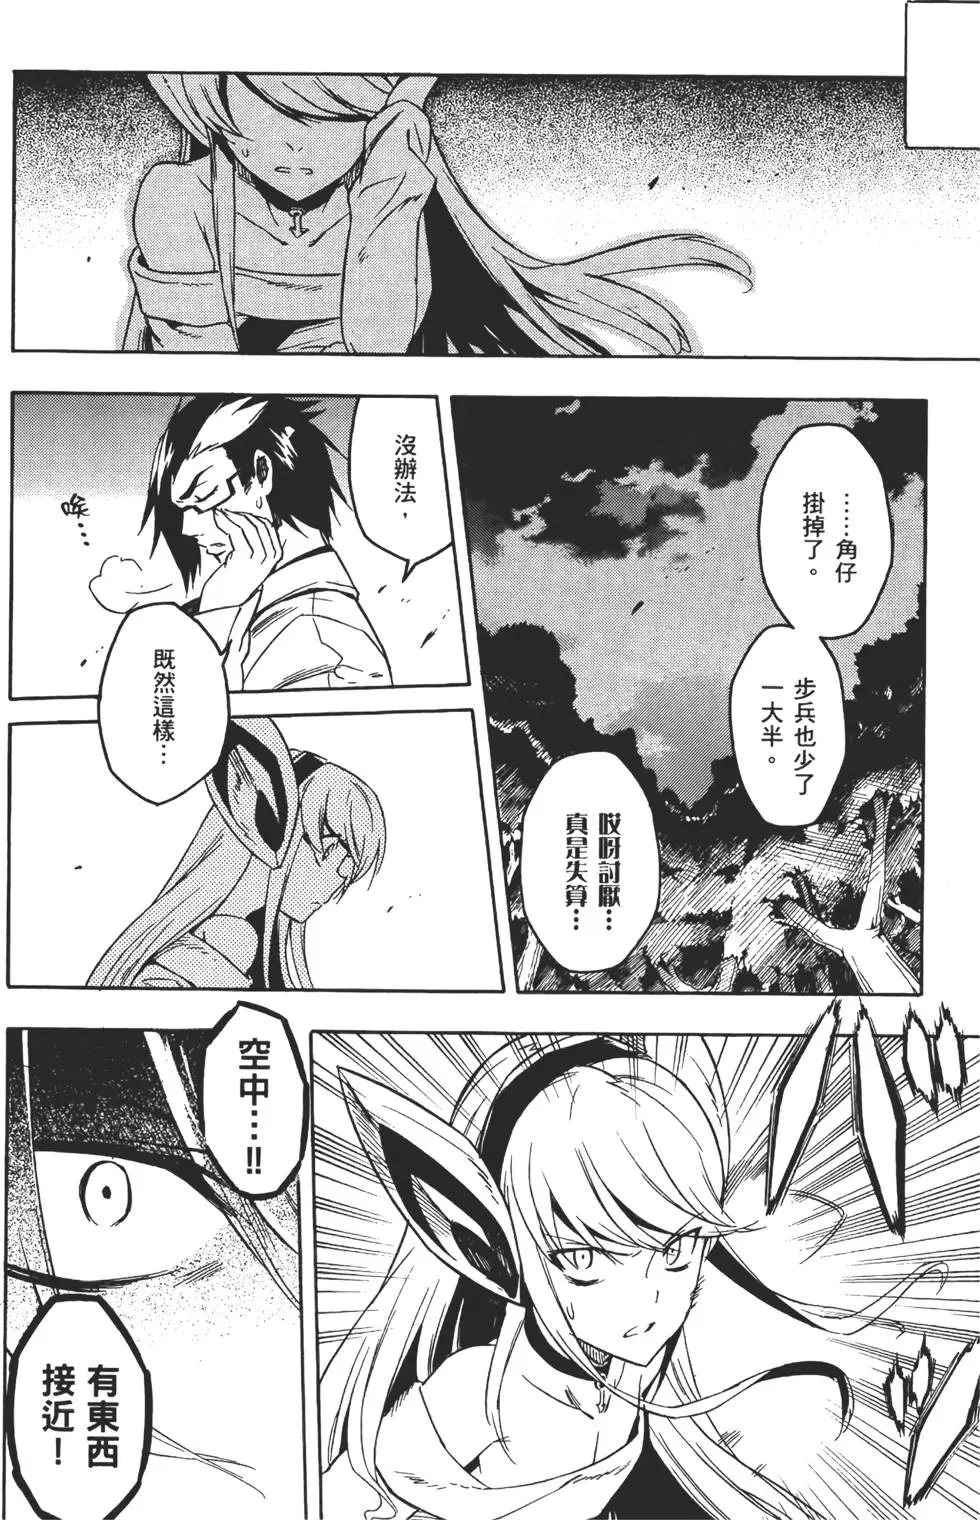 ……角仔
掛掉了。
步兵也少了
一大半。
哎呀討厭…
真是失算…
沒辦法，
唉…
既然這樣…
空中…!!
有東西
接近！